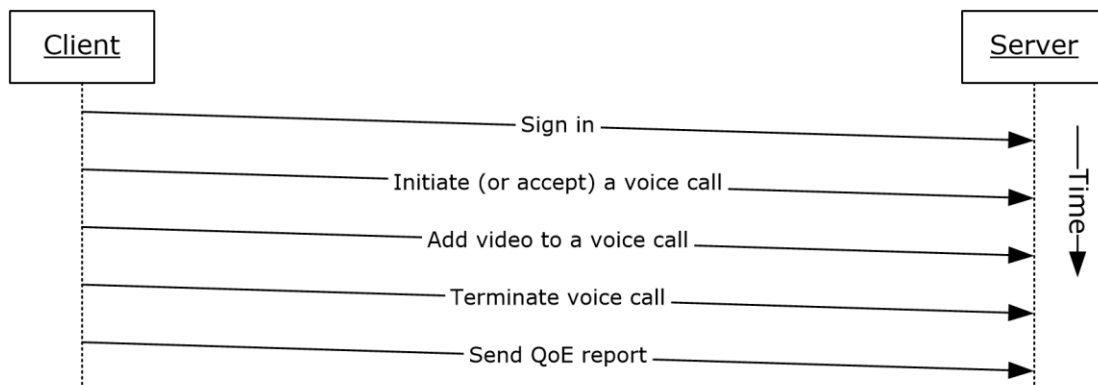 Client
Server
Sign in
Initiate (or accept) a voice call
Add video to a voice call
Terminate voice call
Send QoE report
Time